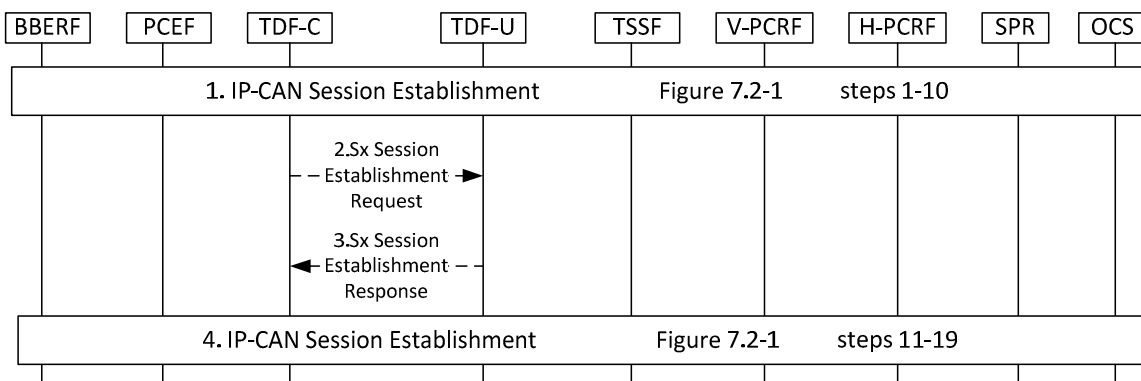 BBERF PCEF TDF-C TDF-U TSSF V-PCRF H-PCRF SPR OCS
1. IP-CAN Session Establishment Figure 7.2-1 steps 1-10
2.Sx Session
Establishment
Request
3.Sx Session
Establishment
Response
4. IP-CAN Session Establishment Figure 7.2-1 steps 11-19